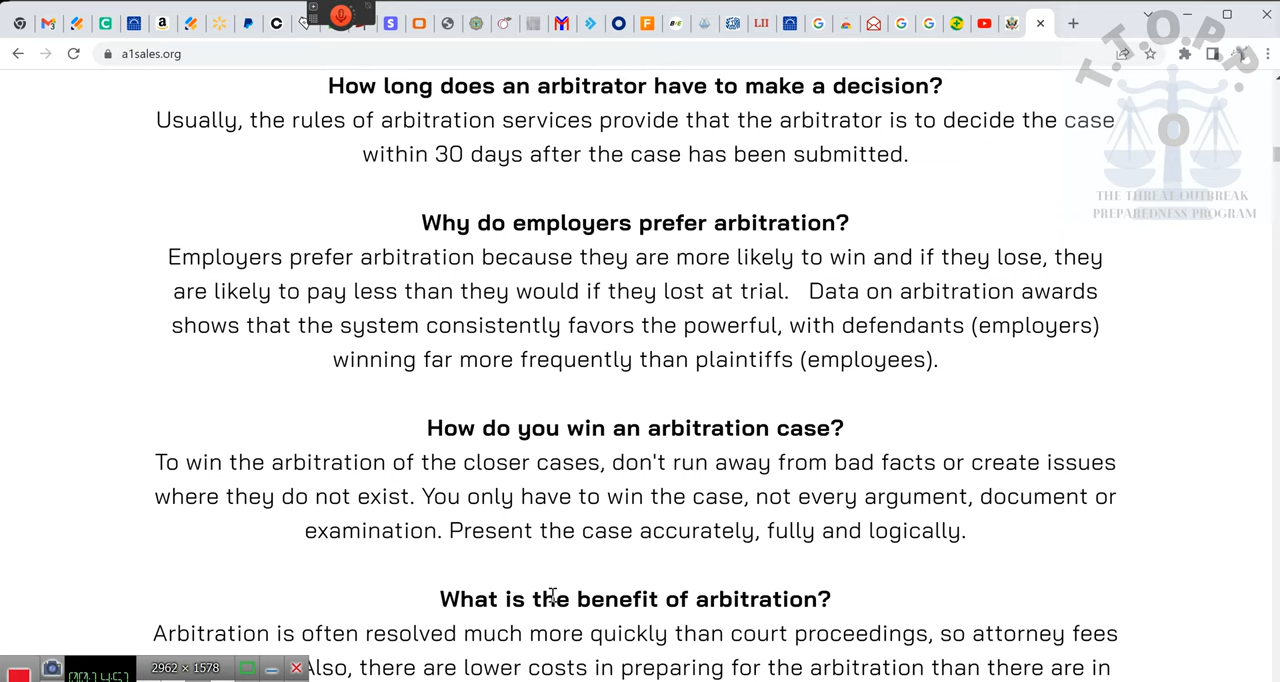 a1sales.org
T.T.O.P.P.
O
THE THREAT OUTBREAK
PREPAREDNESS PROGRAM
How long does an arbitrator have to make a decision?
Usually, the rules of arbitration services provide that the arbitrator is to decide the case
within 30 days after the case has been submitted.
Why do employers prefer arbitration?
Employers prefer arbitration because they are more likely to win and if they lose, they
are likely to pay less than they would if they lost at trial. Data on arbitration awards
shows that the system consistently favors the powerful, with defendants (employers)
winning far more frequently than plaintiffs (employees).
How do you win an arbitration case?
To win the arbitration of the closer cases, don't run away from bad facts or create issues
where they do not exist. You only have to win the case, not every argument, document or
examination. Present the case accurately, fully and logically.
What is the benefit of arbitration?
Arbitration is often resolved much more quickly than court proceedings, so attorney fees
Also, there are lower costs in preparing for the arbitration than there are in
2962 × 1578